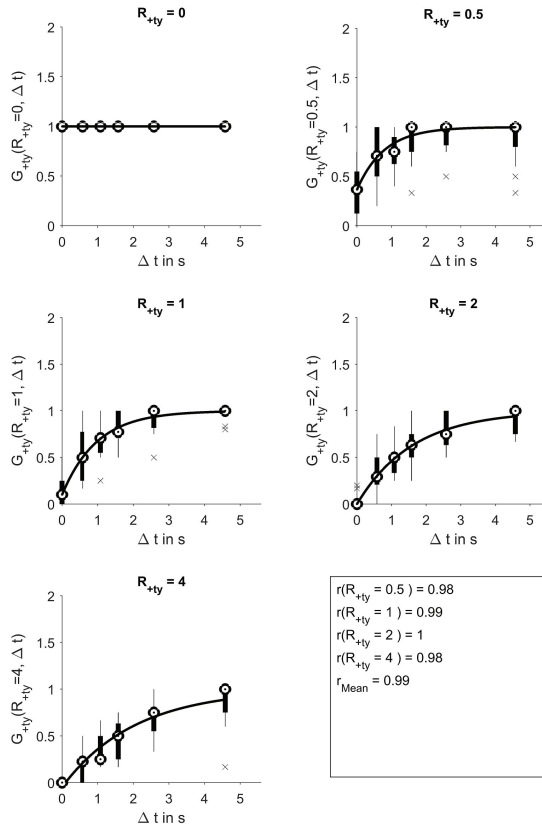 R+ty = 0
2
1.5
1
0.5
0
0 1 2 3 4 5
Δ t in s
G+ty(R+ty=0, Δ t)
R+ty = 0.5
2
1.5
1
0.5
0
0 1 2 3 4 5
Δ t in s
G+ty(R+ty=0.5, Δ t)
R+ty = 1
2
1.5
1
0.5
0
0 1 2 3 4 5
Δ t in s
G+ty(R+ty=1, Δ t)
R+ty = 2
2
1.5
1
0.5
0
0 1 2 3 4 5
Δ t in s
G+ty(R+ty=2, Δ t)
R+ty = 4
2
1.5
1
0.5
0
0 1 2 3 4 5
Δ t in s
G+ty(R+ty=4, Δ t)
r(R+ty = 0.5 ) = 0.98
r(R+ty = 1 ) = 0.99
r(R+ty = 2 ) = 1
r(R+ty = 4 ) = 0.98
rMean = 0.99